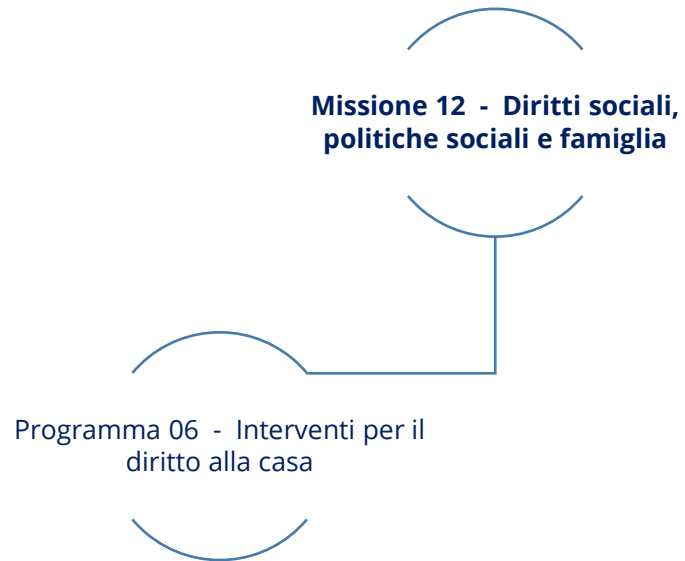 Missione 12 - Diritti sociali,
politiche sociali e famiglia
Programma 06 - Interventi per il
diritto alla casa